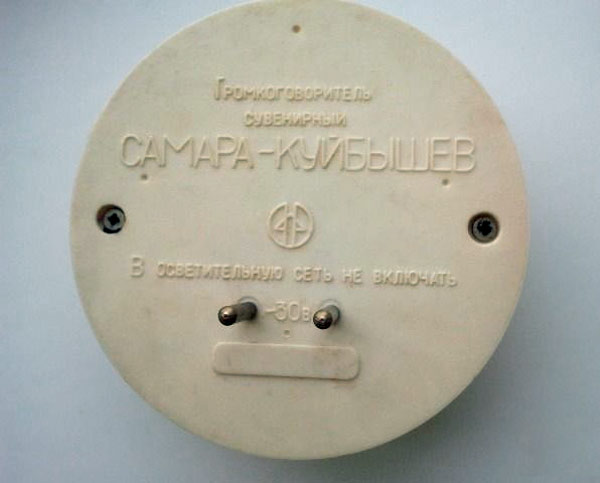 Громкоговоритель
сувенирный
САМАРА-КУЙБЫШЕВ
В осветительную сеть не включать
~30в